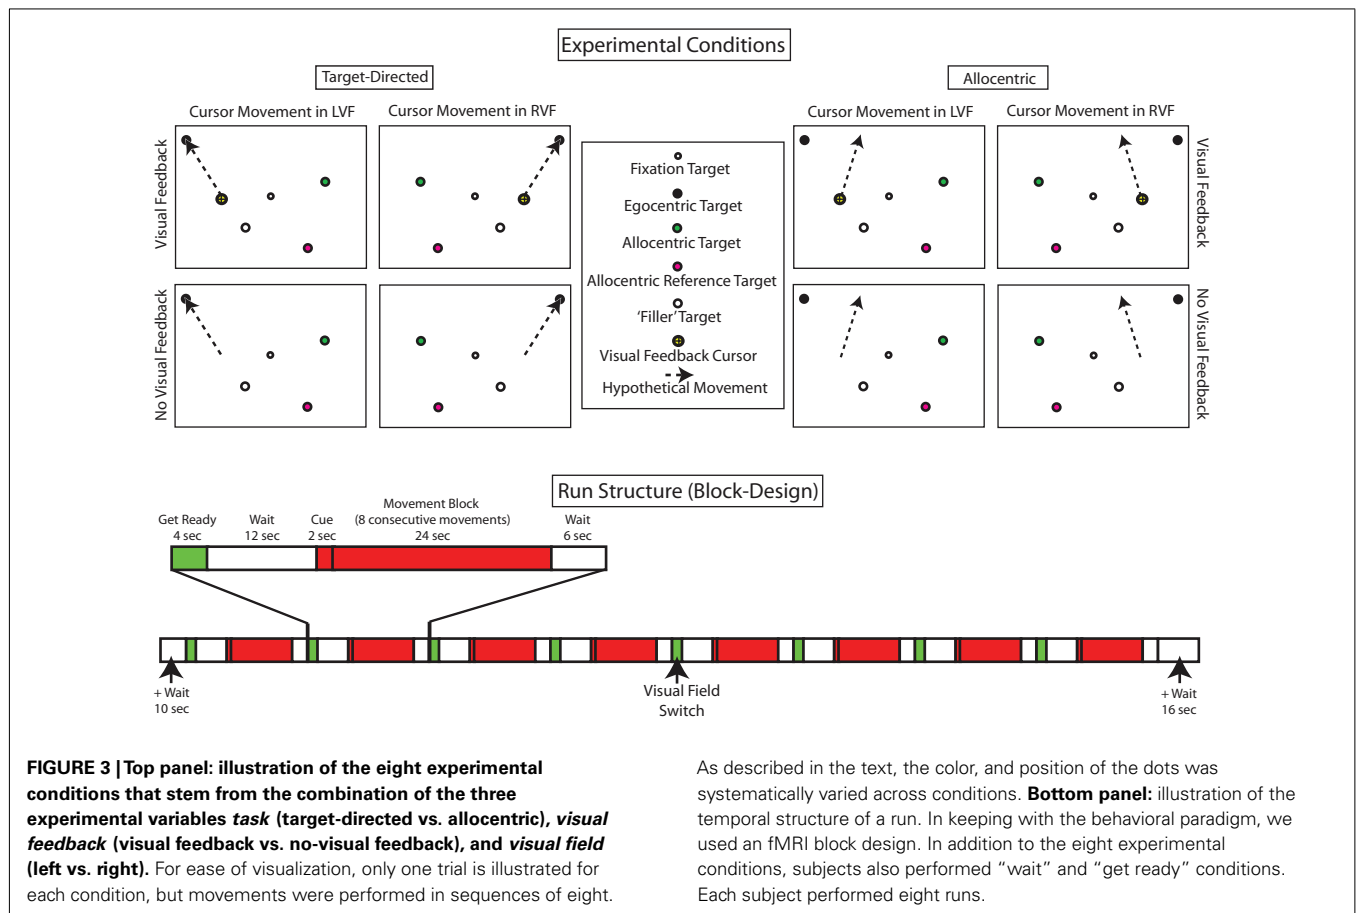 Experimental Conditions
Target-Directed
Allocentric
Cursor Movement in LVF
Cursor Movement in RVF
Cursor Movement in LVF
Cursor Movement in RVF
Visual Feedback
No Visual Feedback
Fixation Target
Egocentric Target
Allocentric Target
Allocentric Reference Target
'Filler' Target
Visual Feedback Cursor
Hypothetical Movement
Visual Feedback
No Visual Feedback
Run Structure (Block-Design)
Get Ready
4 sec
Wait
12 sec
Cue
2 sec
Movement Block
(8 consecutive movements)
24 sec
Wait
6 sec
+ Wait
10 sec
Visual Field
Switch
+ Wait
16 sec
FIGURE 3 | Top panel: illustration of the eight experimental
conditions that stem from the combination of the three
experimental variables task (target-directed vs. allocentric), visual
feedback (visual feedback vs. no-visual feedback), and visual field
(left vs. right). For ease of visualization, only one trial is illustrated for
each condition, but movements were performed in sequences of eight.
As described in the text, the color, and position of the dots was
systematically varied across conditions. Bottom panel: illustration of the
temporal structure of a run. In keeping with the behavioral paradigm, we
used an fMRI block design. In addition to the eight experimental
conditions, subjects also performed “wait” and “get ready” conditions.
Each subject performed eight runs.